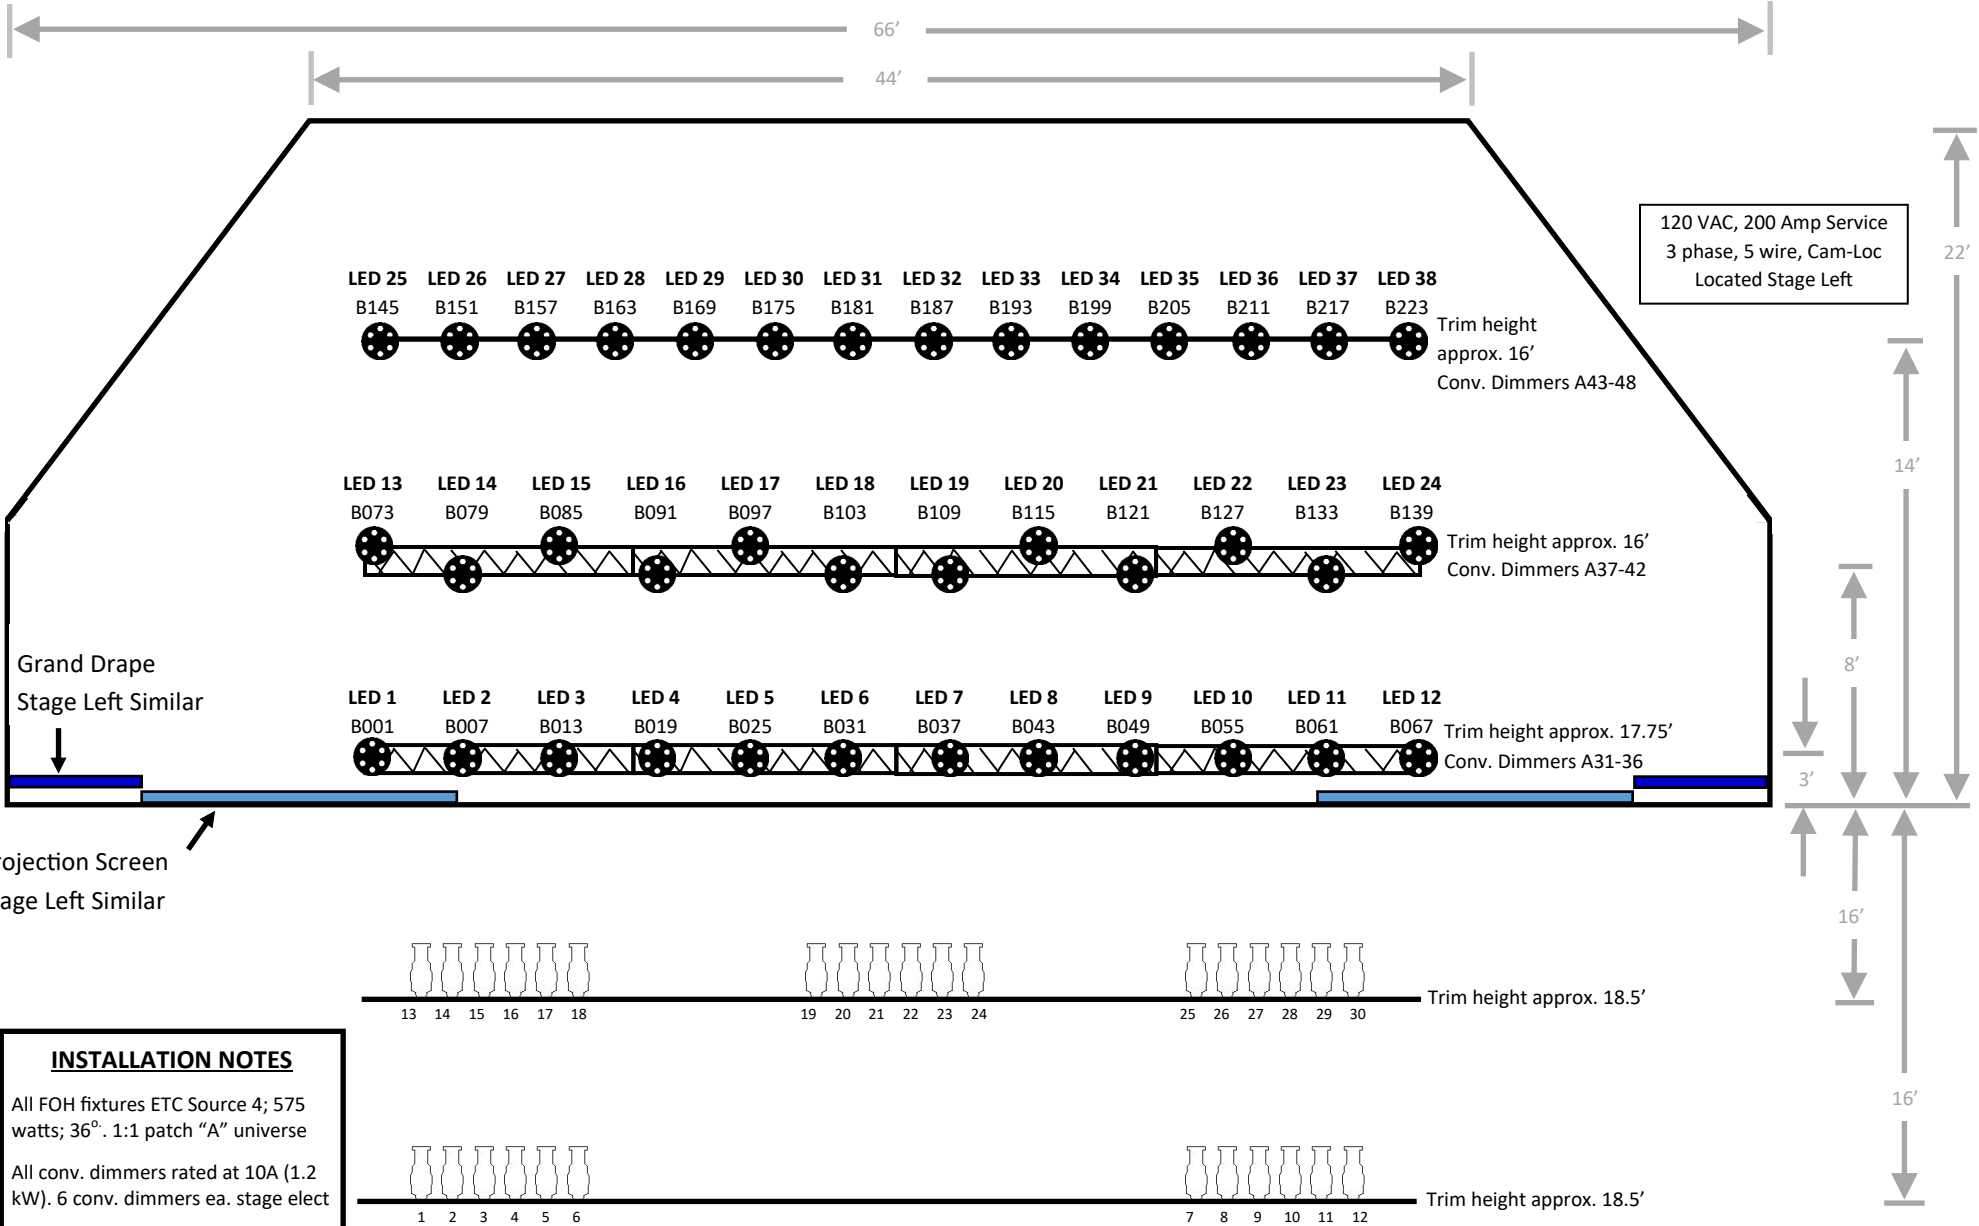 66’
44’
120 VAC, 200 Amp Service
3 phase, 5 wire, Cam-Loc
Located Stage Left
22’
LED 25 LED 26 LED 27 LED 28 LED 29 LED 30 LED 31 LED 32 LED 33 LED 34 LED 35 LED 36 LED 37 LED 38
B145 B151 B157 B163 B169 B175 B181 B187 B193 B199 B205 B211 B217 B223
Trim height
approx. 16’
Conv. Dimmers A43-48
14’
LED 13 LED 14 LED 15 LED 16 LED 17 LED 18 LED 19 LED 20 LED 21 LED 22 LED 23 LED 24
B073 B079 B085 B091 B097 B103 B109 B115 B121 B127 B133 B139
Trim height approx. 16’
Conv. Dimmers A37-42
8’
Grand Drape
Stage Left Similar
LED 1 LED 2 LED 3 LED 4 LED 5 LED 6 LED 7 LED 8 LED 9 LED 10 LED 11 LED 12
B001 B007 B013 B019 B025 B031 B037 B043 B049 B055 B061 B067
Trim height approx. 17.75’
Conv. Dimmers A31-36
3’
rojection Screen
age Left Similar
16’
13 14 15 16 17 18 19 20 21 22 23 24 25 26 27 28 29 30
Trim height approx. 18.5’
16’
INSTALLATION NOTES
All FOH fixtures ETC Source 4; 575
watts; 36°. 1:1 patch “A” universe
All conv. dimmers rated at 10A (1.2
kW). 6 conv. dimmers ea. stage elect
1 2 3 4 5 6 7 8 9 10 11 12
Trim height approx. 18.5’